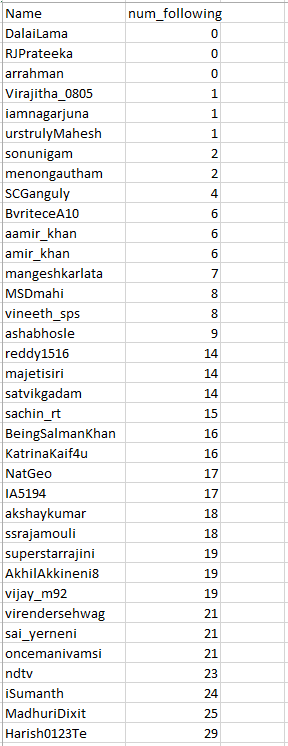 Name num_following
DalaiLama 0
RJPrateeka 0
arrahman 0
Virajitha_0805 1
iamnagarjuna 1
urstrulyMahesh 1
sonunigam 2
menongautham 2
SCGanguly 4
BvriteceA10 6
aamir_khan 6
amir_khan 6
mangeshkarlata 7
MSDmahi 8
vineeth_sps 8
ashabhosle 9
reddy1516 14
majetisiri 14
satvikgadam 14
sachin_rt 15
BeingSalmanKhan 16
KatrinaKaif4u 16
NatGeo 17
IA5194 17
akshaykumar 18
ssrajamouli 18
superstarrajini 19
AkhilAkkineni8 19
vijay_m92 19
virendersehwag 21
sai_yerneni 21
oncemanivamsi 21
ndtv 23
iSumanth 24
MadhuriDixit 25
Harish0123Te 29